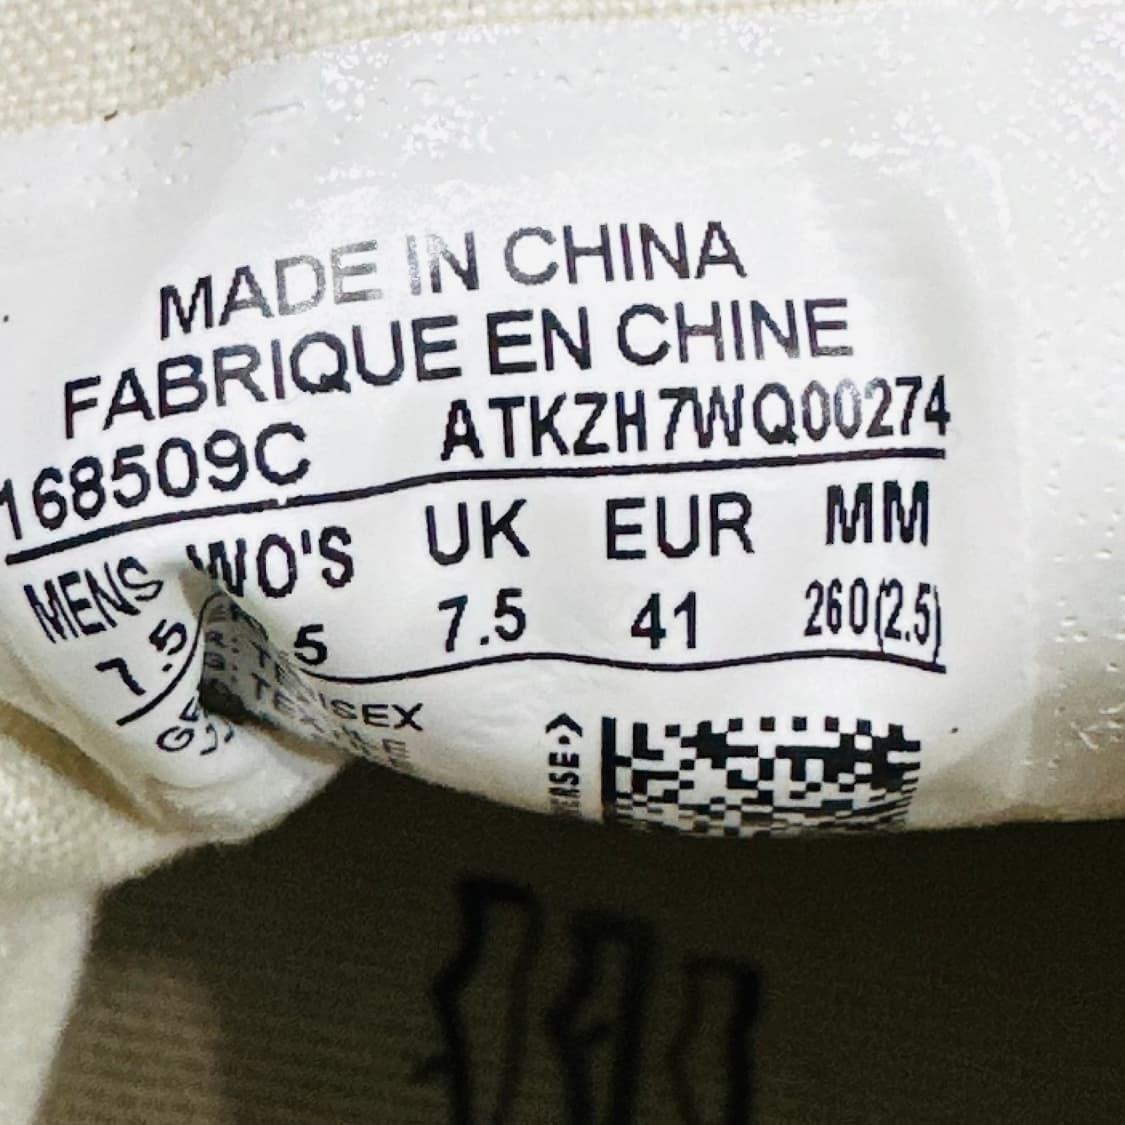 MADE IN CHINA
FABRIQUE EN CHINE
168509C ATKZH7WQ00274
MENS WO'S UK EUR MM
7.5 5 7.5 41 260(2.5)